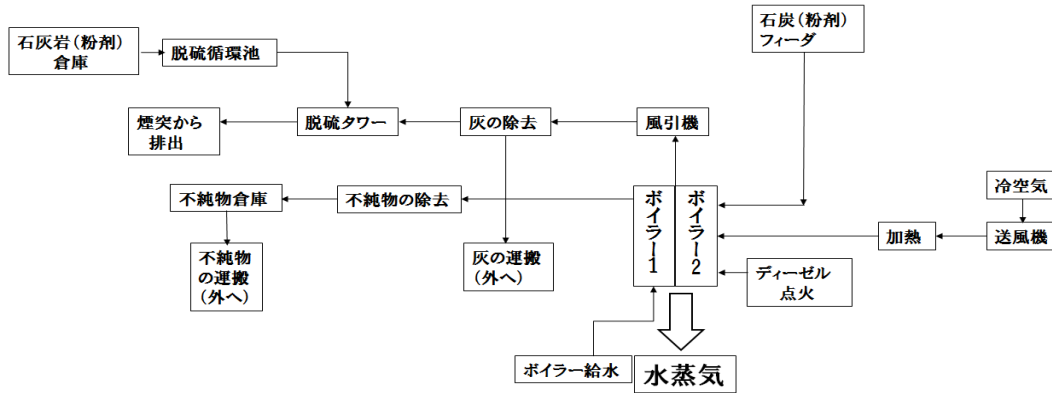 石灰岩（粉剤）
倉庫
脱硫循環池
石炭（粉剤）
フィーダ
煙突から
排出
脱硫タワー
灰の除去
風引機
不純物倉庫
不純物の除去
ボイラー1
ボイラー2
冷空気
加熱
送風機
不純物
の運搬
（外へ）
灰の運搬
（外へ）
ディーゼル
点火
ボイラー給水
水蒸気